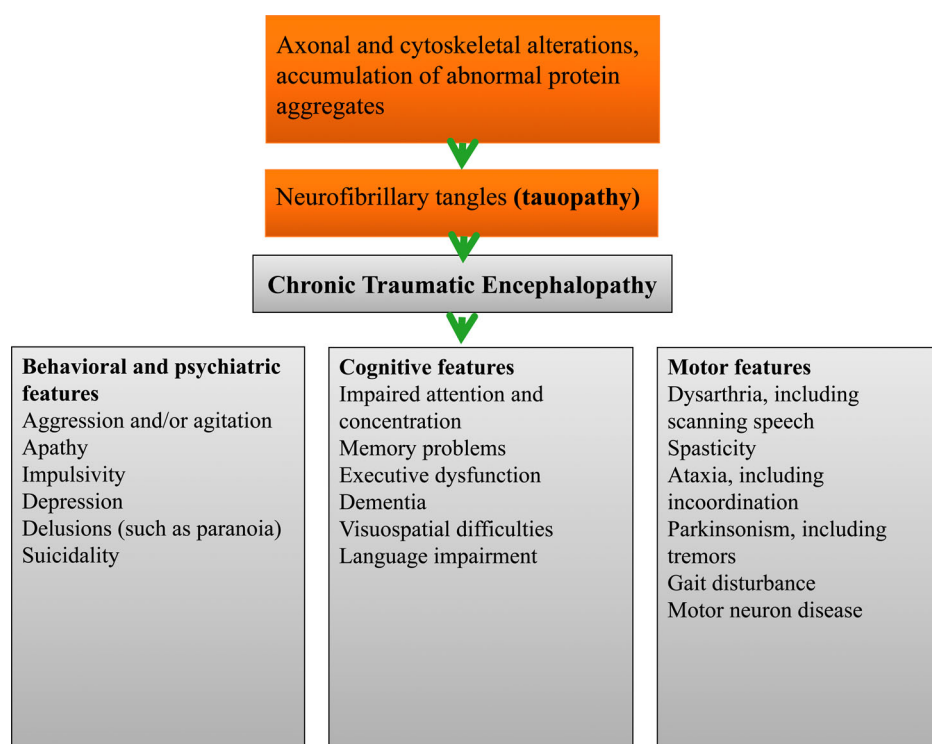 Axonal and cytoskeletal alterations,
accumulation of abnormal protein
aggregates
Neurofibrillary tangles (tauopathy)
Chronic Traumatic Encephalopathy
Behavioral and psychiatric
features
Aggression and/or agitation
Apathy
Impulsivity
Depression
Delusions (such as paranoia)
Suicidality
Cognitive features
Impaired attention and
concentration
Memory problems
Executive dysfunction
Dementia
Visuospatial difficulties
Language impairment
Motor features
Dysarthria, including
scanning speech
Spasticity
Ataxia, including
incoordination
Parkinsonism, including
tremors
Gait disturbance
Motor neuron disease